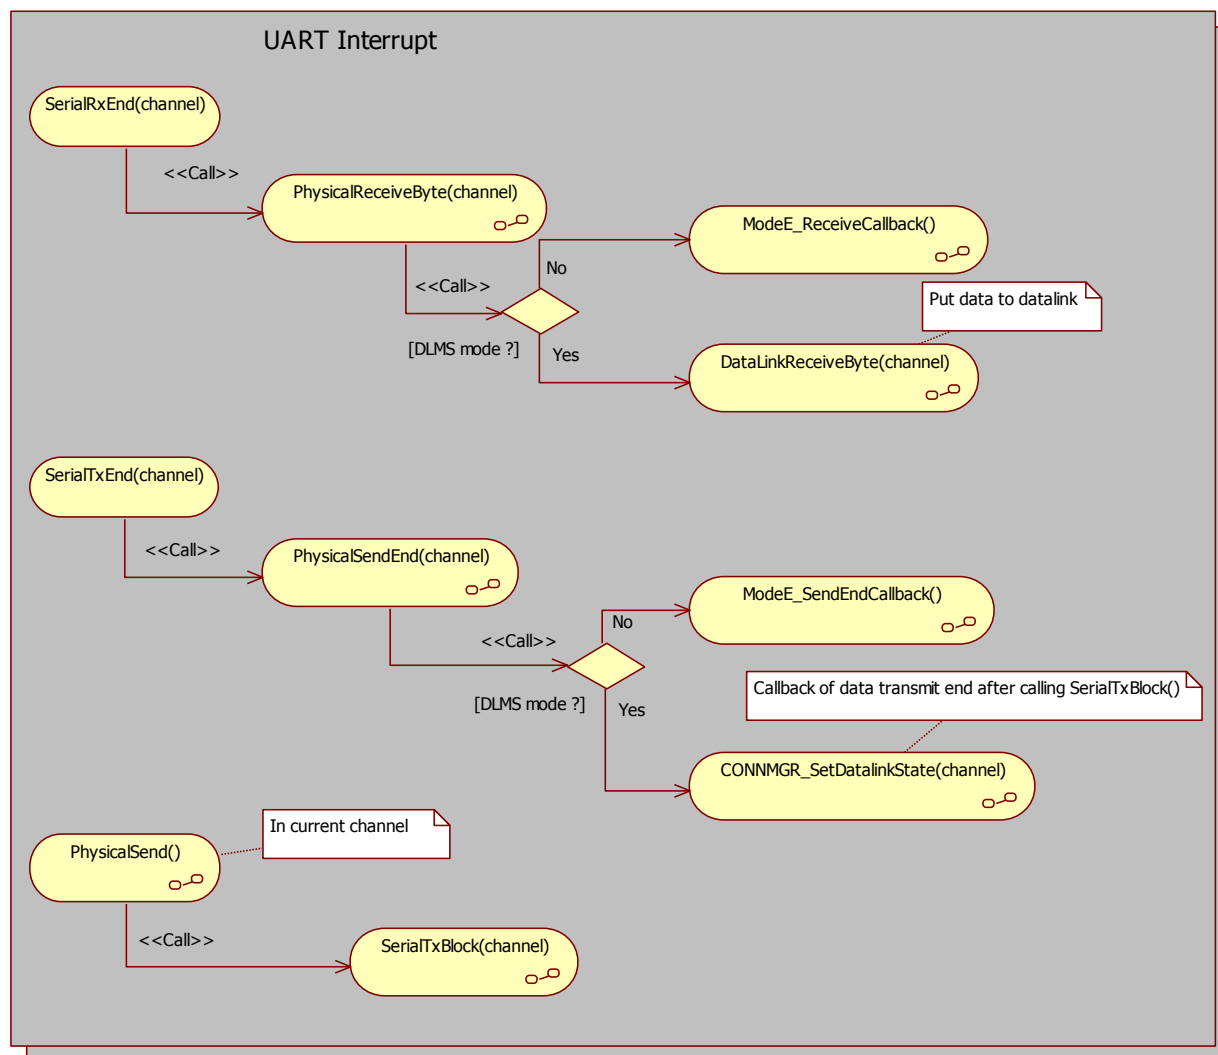 UART Interrupt
SerialRxEnd(channel)
<<Call>>
PhysicalReceiveByte(channel)
ModeE_ReceiveCallback()
No
<<Call>>
Put data to datalink
[DLMS mode ?]
Yes
DataLinkReceiveByte(channel)
SerialTxEnd(channel)
<<Call>>
PhysicalSendEnd(channel)
ModeE_SendEndCallback()
No
<<Call>>
Callback of data transmit end after calling SerialTxBlock()
[DLMS mode ?]
Yes
CONNMGR_SetDatalinkState(channel)
In current channel
PhysicalSend()
<<Call>>
SerialTxBlock(channel)